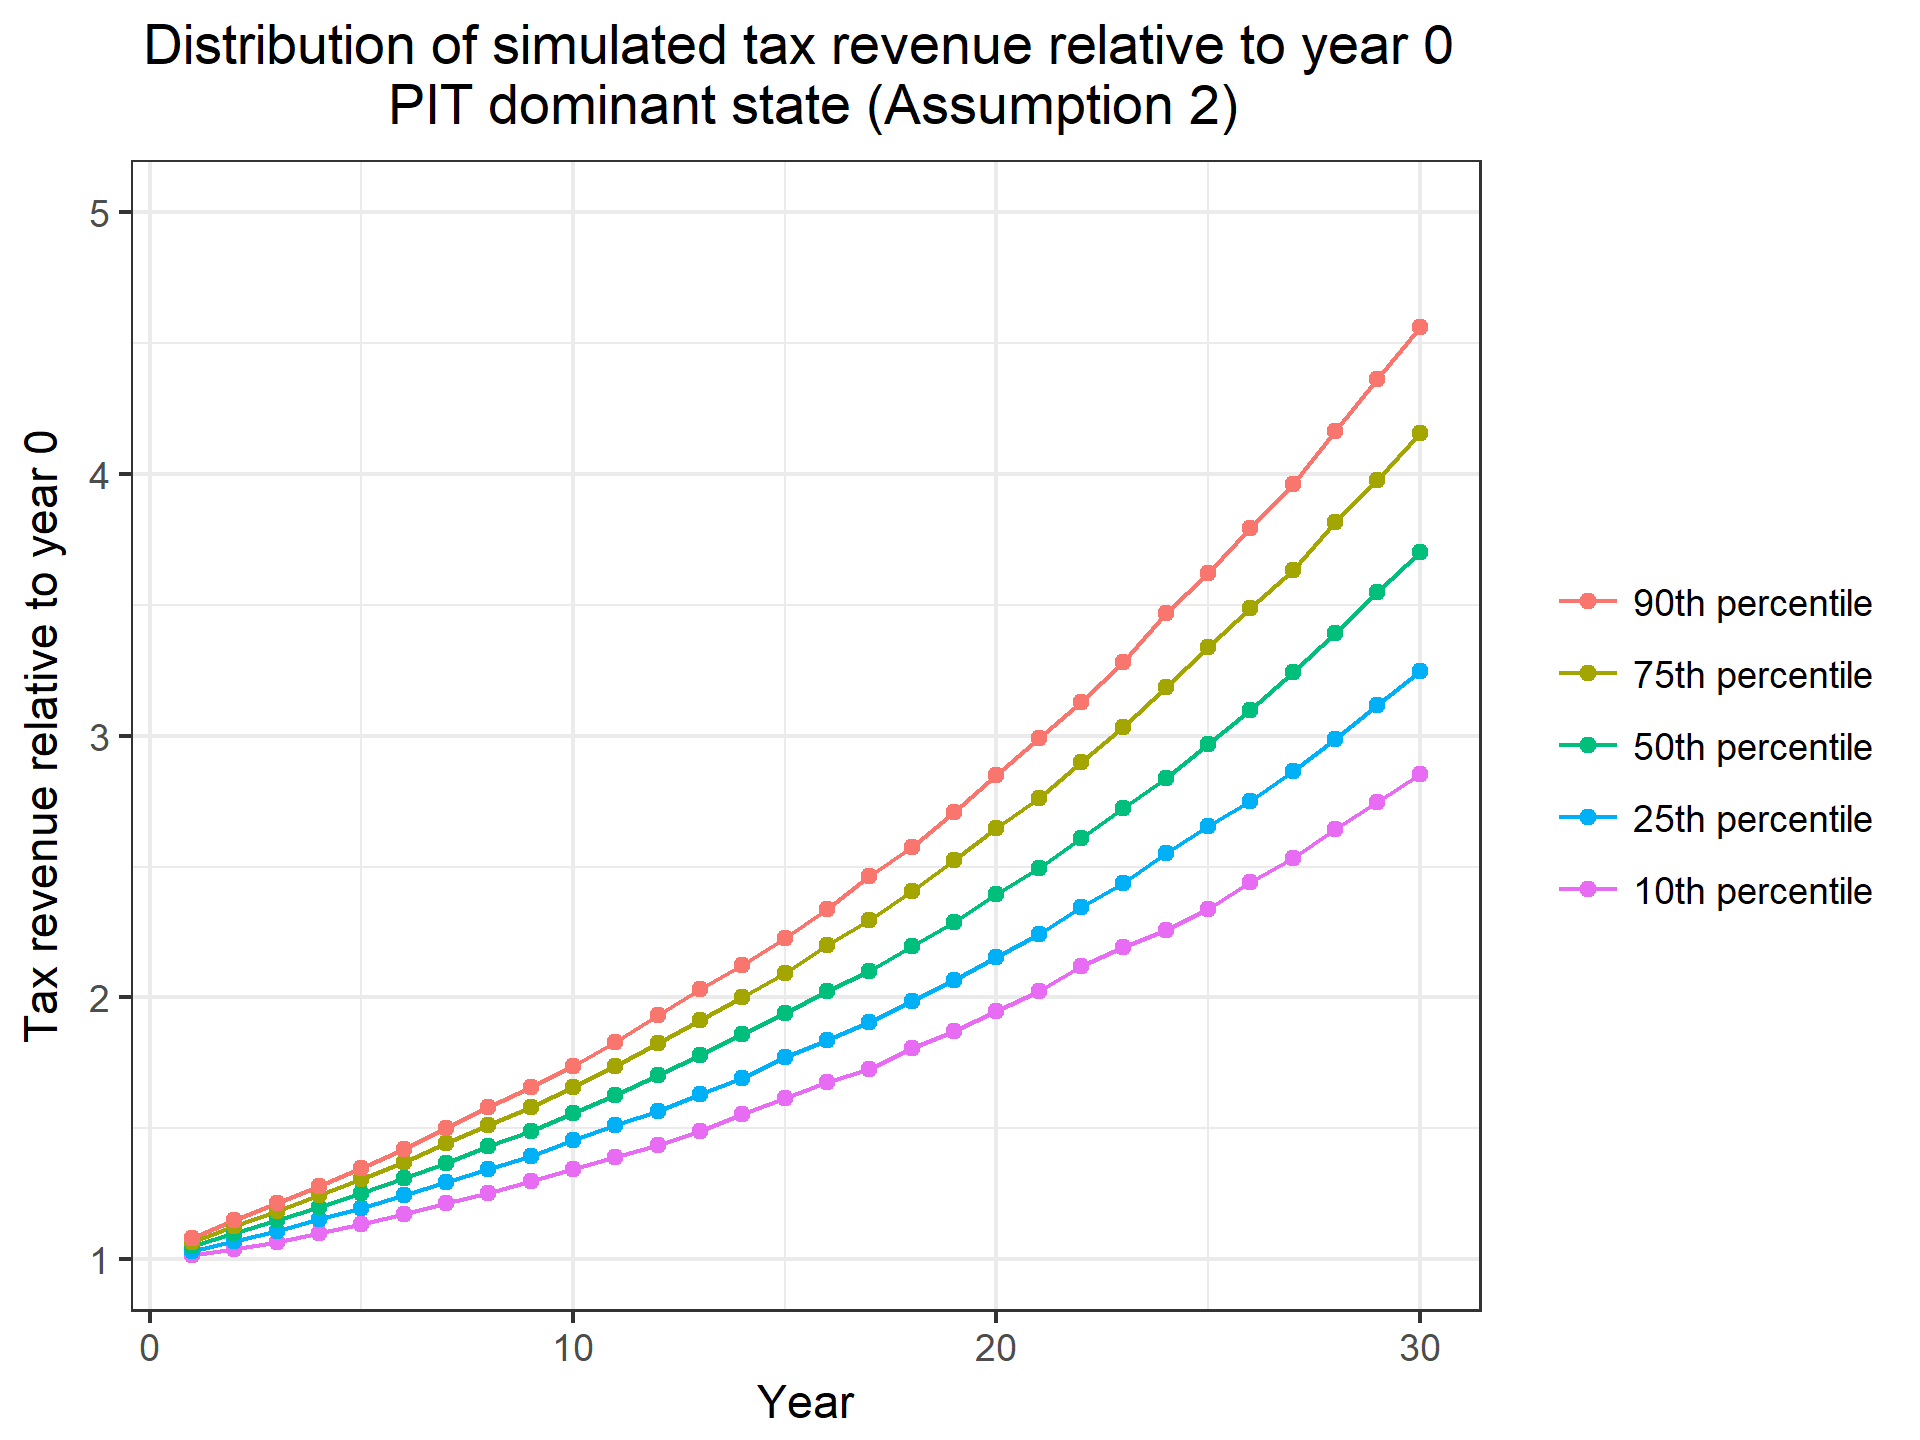 Distribution of simulated tax revenue relative to year 0
PIT dominant state (Assumption 2)
Tax revenue relative to year 0
5
4
3
2
1
0
10
20
30
Year
90th percentile
75th percentile
50th percentile
25th percentile
10th percentile